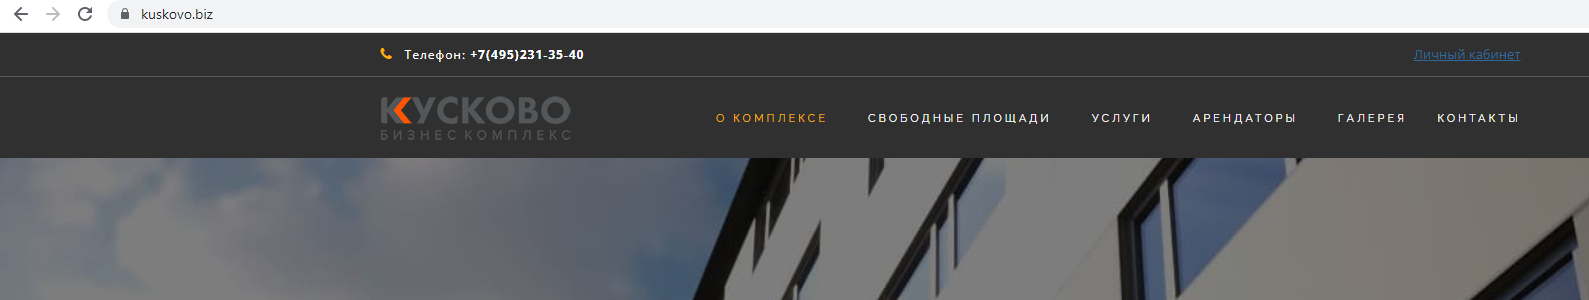 kuskovo.biz
Телефон: +7(495)231-35-40
Личный кабинет
КУСКОВО
БИЗНЕС КОМПЛЕКС
О КОМПЛЕКСЕ СВОБОДНЫЕ ПЛОЩАДИ УСЛУГИ АРЕНДАТОРЫ ГАЛЕРЕЯ КОНТАКТЫ